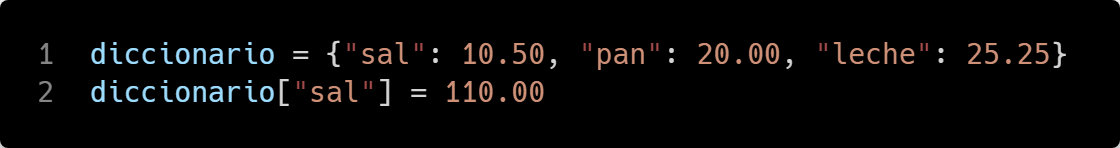 1 diccionario = {"sal": 10.50, "pan": 20.00, "leche": 25.25}
2 diccionario["sal"] = 110.00